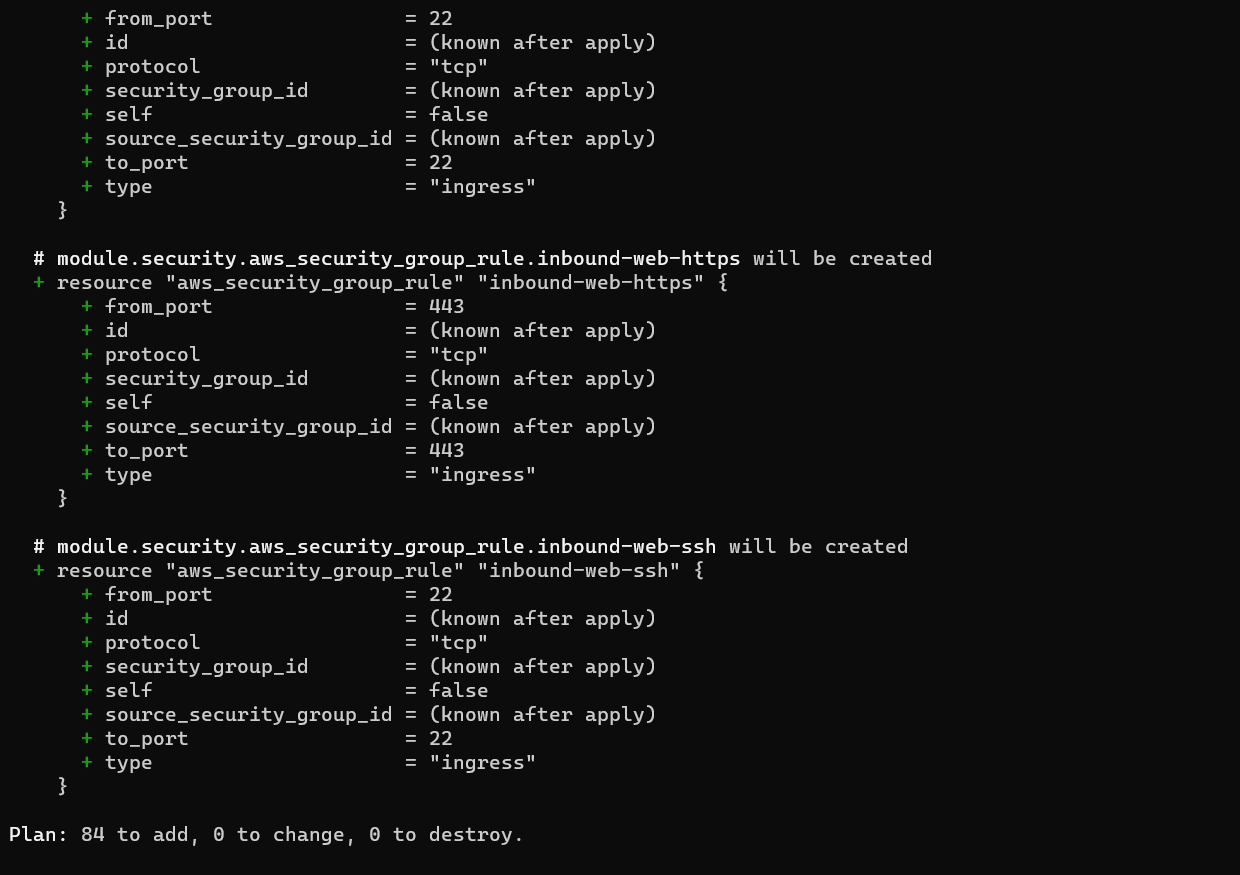 + from_port                = 22
+ id                       = (known after apply)
+ protocol                 = "tcp"
+ security_group_id        = (known after apply)
+ self                     = false
+ source_security_group_id = (known after apply)
+ to_port                  = 22
+ type                     = "ingress"
}
# module.security.aws_security_group_rule.inbound-web-https will be created
+ resource "aws_security_group_rule" "inbound-web-https" {
+ from_port                = 443
+ id                       = (known after apply)
+ protocol                 = "tcp"
+ security_group_id        = (known after apply)
+ self                     = false
+ source_security_group_id = (known after apply)
+ to_port                  = 443
+ type                     = "ingress"
}
# module.security.aws_security_group_rule.inbound-web-ssh will be created
+ resource "aws_security_group_rule" "inbound-web-ssh" {
+ from_port                = 22
+ id                       = (known after apply)
+ protocol                 = "tcp"
+ security_group_id        = (known after apply)
+ self                     = false
+ source_security_group_id = (known after apply)
+ to_port                  = 22
+ type                     = "ingress"
}
Plan: 84 to add, 0 to change, 0 to destroy.